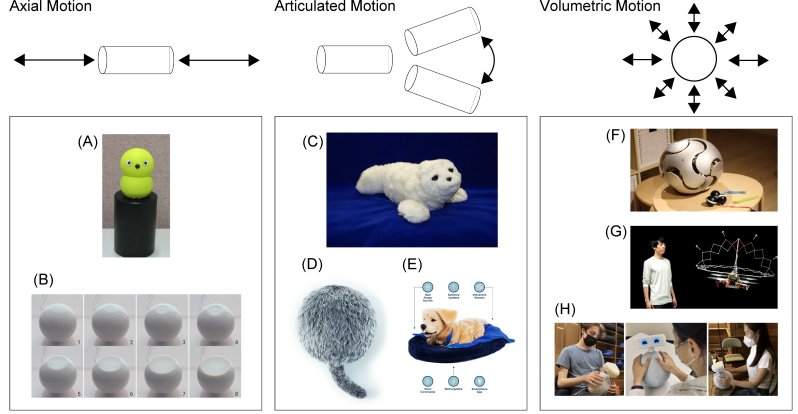 Axial Motion
Articulated Motion
Volumetric Motion
(A)
(B)
1
2
3
4
5
6
7
8
(C)
(D)
(E)
(F)
(G)
(H)